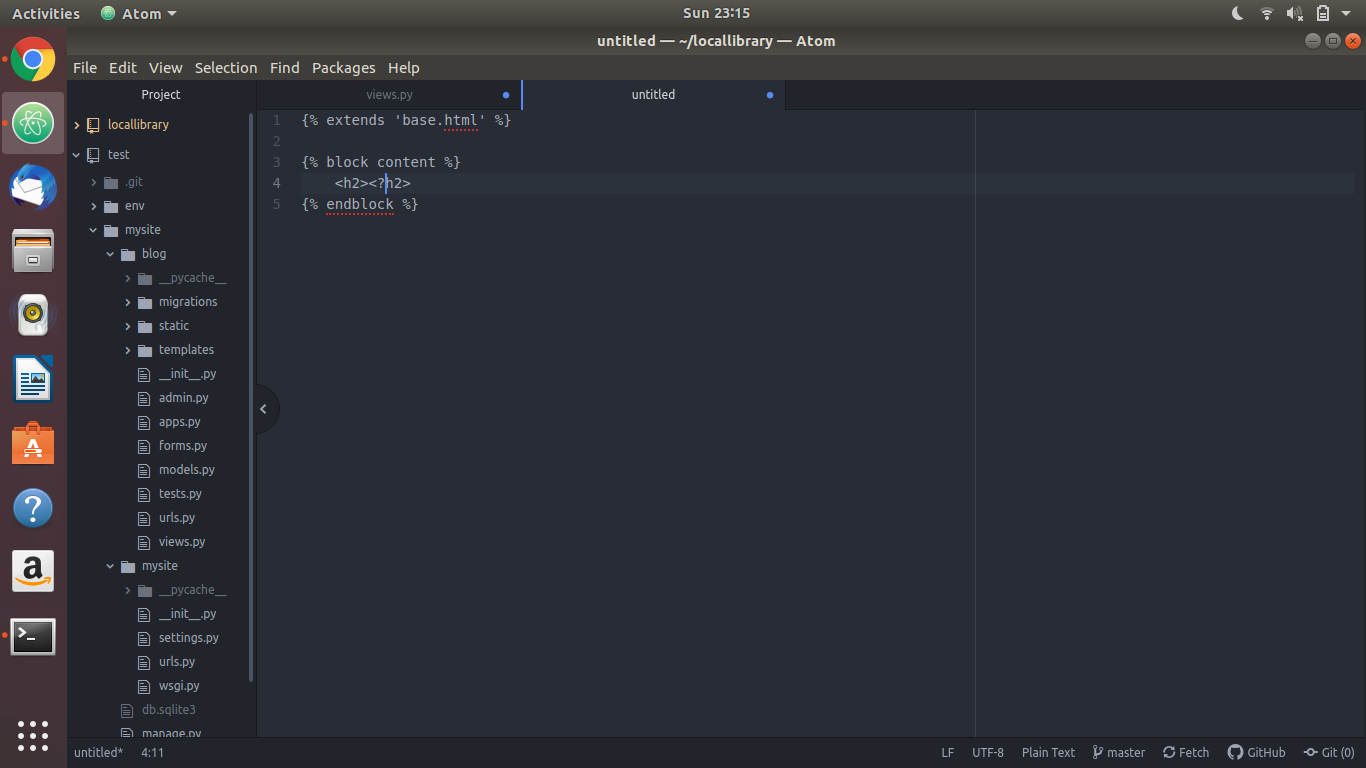 Activities
Atom
Sun 23:15
untitled — ~/locallibrary — Atom
File Edit View Selection Find Packages Help
Project
views.py
untitled
locallibrary
test
.git
env
mysite
blog
__pycache__
migrations
static
templates
__init__.py
admin.py
apps.py
forms.py
models.py
tests.py
urls.py
views.py
mysite
__pycache__
__init__.py
settings.py
urls.py
wsgi.py
db.sqlite3
manage.py
1 {% extends 'base.html' %}
2
3 {% block content %}
4 <h2><?h2>
5 {% endblock %}
untitled* 4:11
LF UTF-8 Plain Text master Fetch GitHub Git (0)